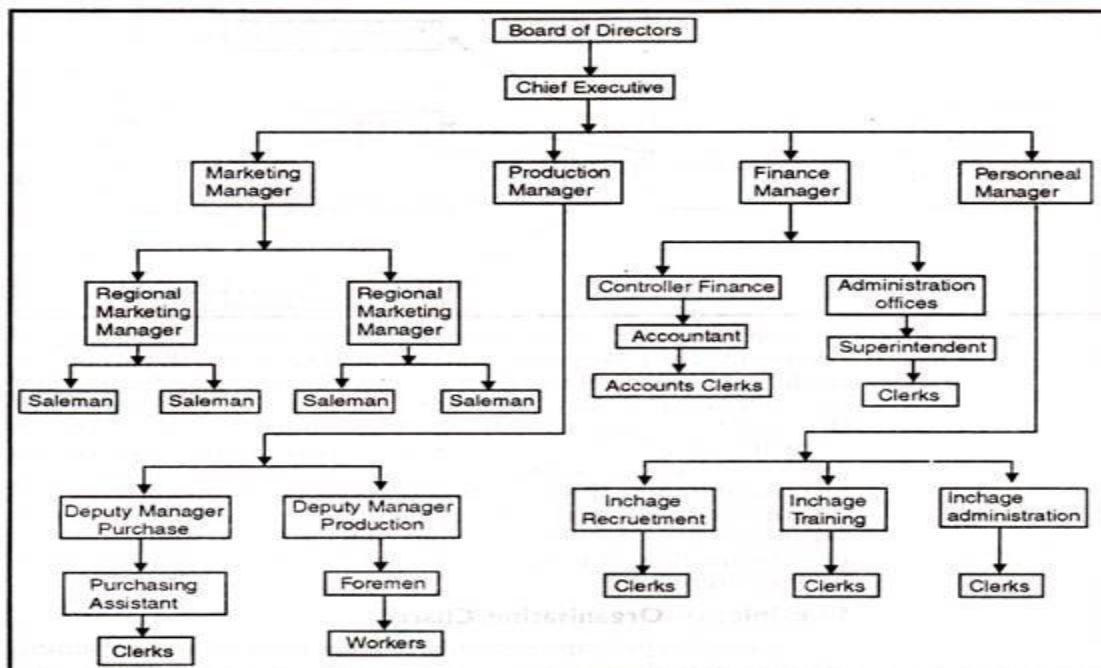 Board of Directors
Chief Executive
Marketing
Manager
Production
Manager
Finance
Manager
Personneal
Manager
Regional
Marketing
Manager
Regional
Marketing
Manager
Controller Finance
Administration
offices
Accountant
Superintendent
Saleman
Saleman
Saleman
Saleman
Accounts Clerks
Clerks
Deputy Manager
Purchase
Deputy Manager
Production
Inchage
Recruetment
Inchage
Training
Inchage
administration
Purchasing
Assistant
Foremen
Clerks
Clerks
Clerks
Clerks
Workers